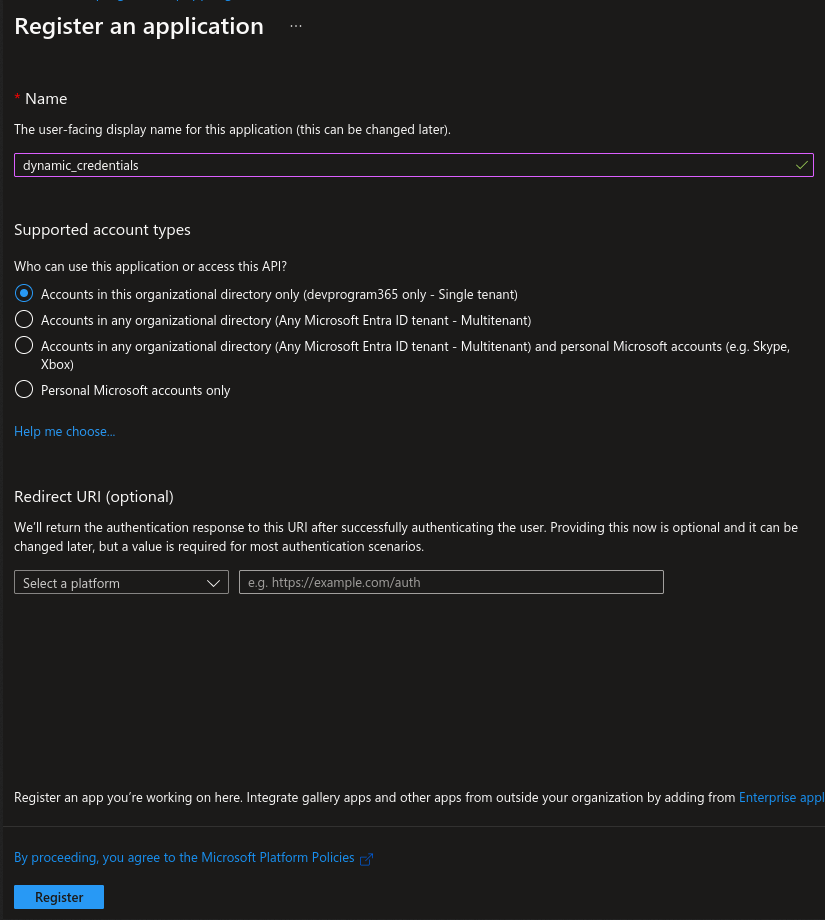 Register an application ...
* Name
The user-facing display name for this application (this can be changed later).
dynamic_credentials
Supported account types
Who can use this application or access this API?
Accounts in this organizational directory only (devprogram365 only - Single tenant)
Accounts in any organizational directory (Any Microsoft Entra ID tenant - Multitenant)
Accounts in any organizational directory (Any Microsoft Entra ID tenant - Multitenant) and personal Microsoft accounts (e.g. Skype,
Xbox)
Personal Microsoft accounts only
Help me choose...
Redirect URI (optional)
We'll return the authentication response to this URI after successfully authenticating the user. Providing this now is optional and it can be
changed later, but a value is required for most authentication scenarios.
Select a platform
e.g. https://example.com/auth
Register an app you're working on here. Integrate gallery apps and other apps from outside your organization by adding from Enterprise appl
By proceeding, you agree to the Microsoft Platform Policies
Register